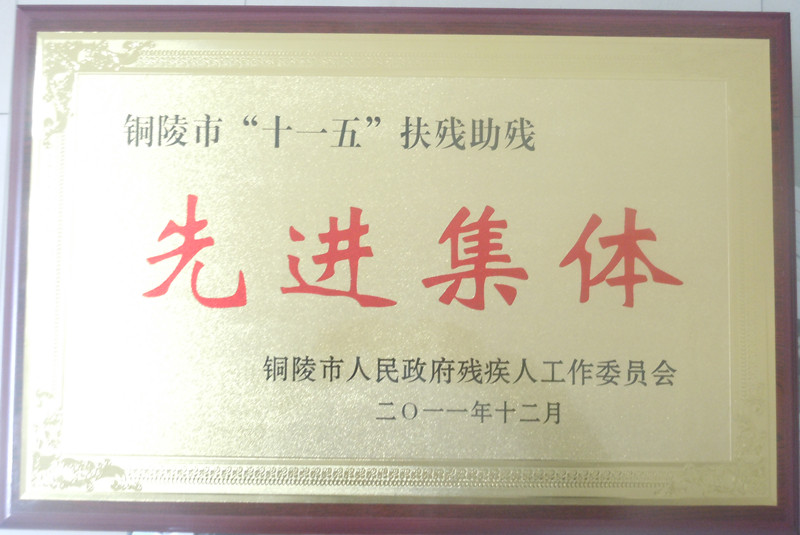 铜陵市“十一五”扶残助残
先进集体
铜陵市人民政府残疾人工作委员会
二〇一一年十二月